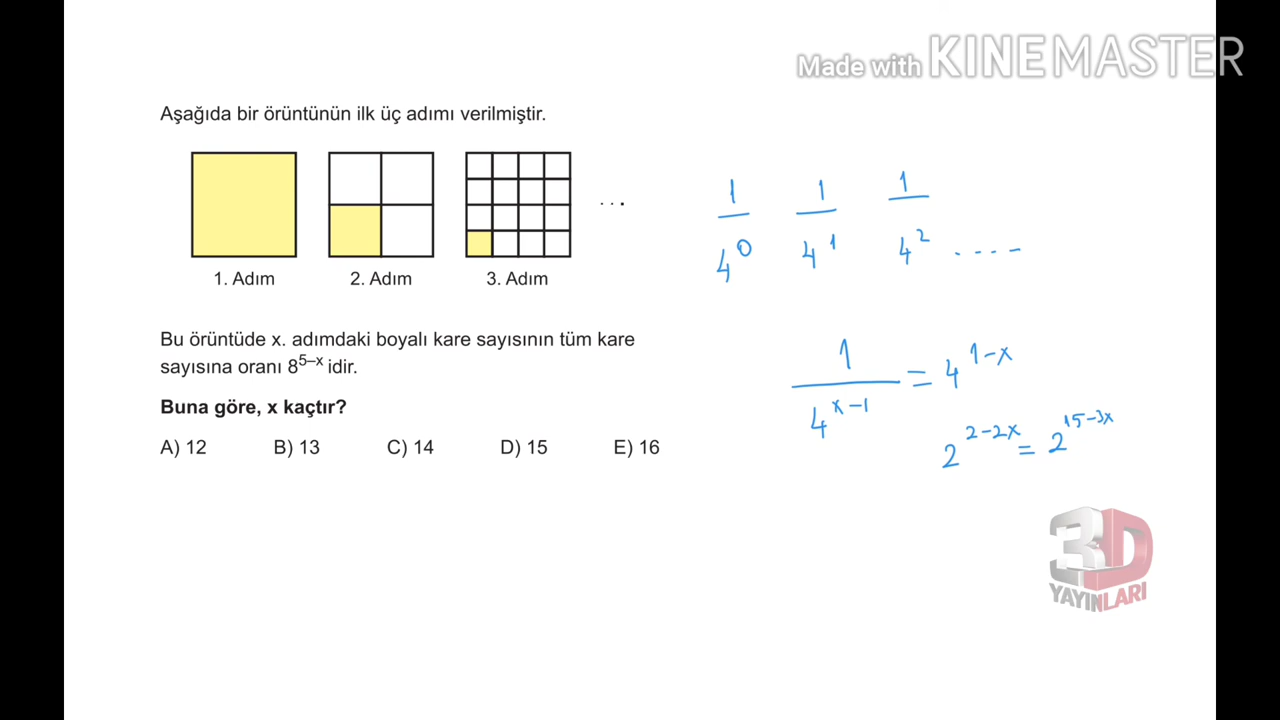 Made with KINEMASTER
Aşağıda bir örüntünün ilk üç adımı verilmiştir.
...
1. Adım 2. Adım 3. Adım
1/4^0 1/4^1 1/4^2 ....
Bu örüntüde x. adımdaki boyalı kare sayısının tüm kare
sayısına oranı 8^(5–x) idir.
Buna göre, x kaçtır?
A) 12 B) 13 C) 14 D) 15 E) 16
1/4^(x-1) = 4^(1-x)
2^(2-2x) = 2^(15-3x)
3D
YAYINLARI